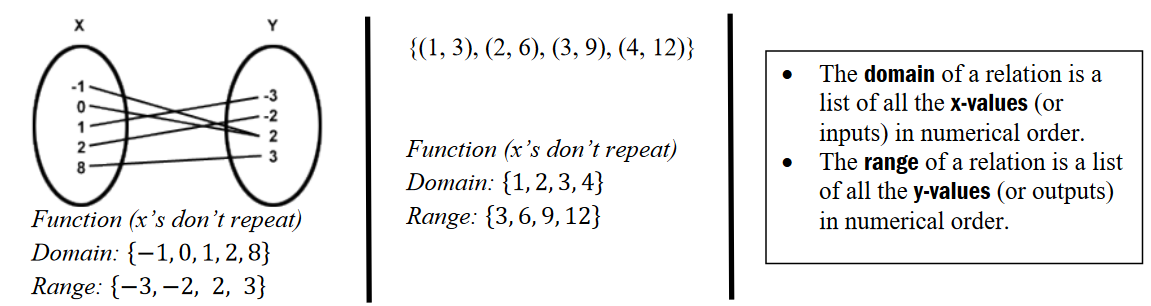 X Y
-1
0
1
2
8
-3
-2
2
3
Function (x's don't repeat)
Domain: {−1, 0, 1, 2, 8}
Range: {−3, −2, 2, 3}
{(1, 3), (2, 6), (3, 9), (4, 12)}
Function (x's don't repeat)
Domain: {1, 2, 3, 4}
Range: {3, 6, 9, 12}
• The domain of a relation is a
list of all the x-values (or
inputs) in numerical order.
• The range of a relation is a list
of all the y-values (or outputs)
in numerical order.